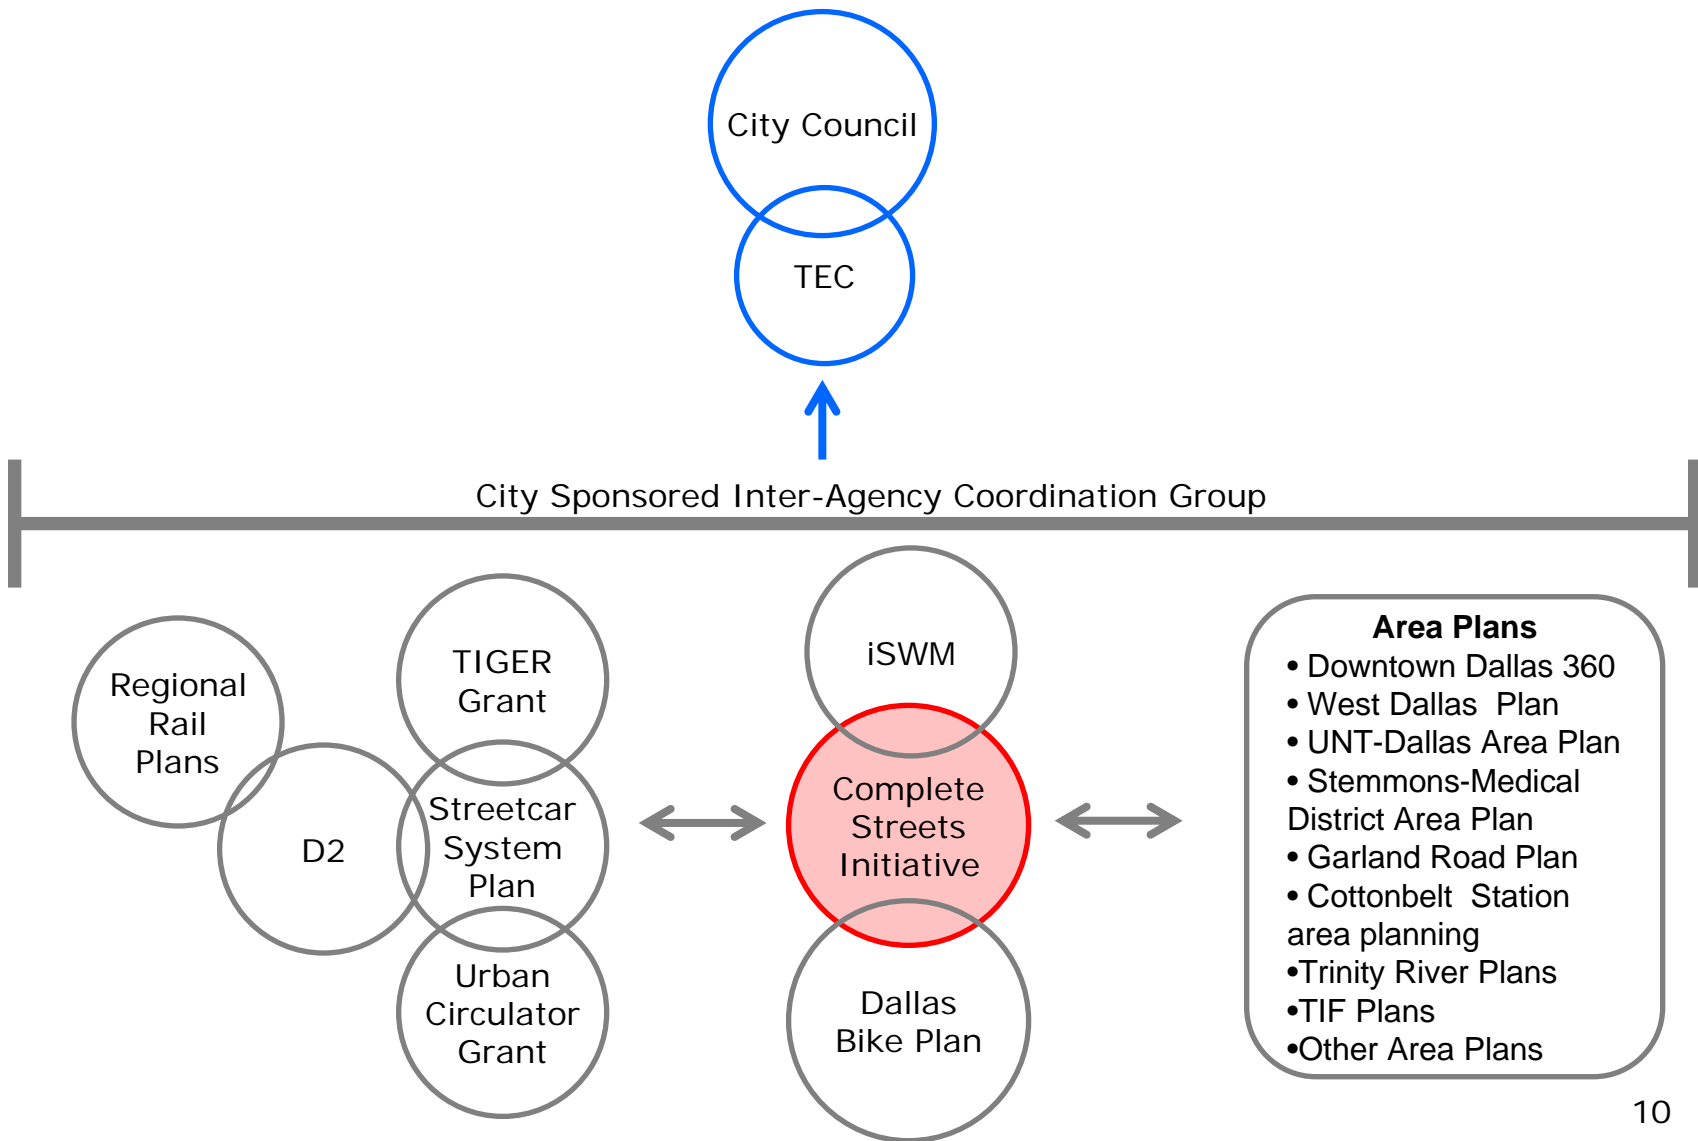 City Council
TEC
City Sponsored Inter-Agency Coordination Group
Regional
Rail
Plans
D2
TIGER
Grant
Streetcar
System
Plan
Urban
Circulator
Grant
iSWM
Complete
Streets
Initiative
Dallas
Bike Plan
Area Plans
• Downtown Dallas 360
• West Dallas Plan
• UNT-Dallas Area Plan
• Stemmons-Medical
District Area Plan
• Garland Road Plan
• Cottonbelt Station
area planning
•Trinity River Plans
•TIF Plans
•Other Area Plans
10